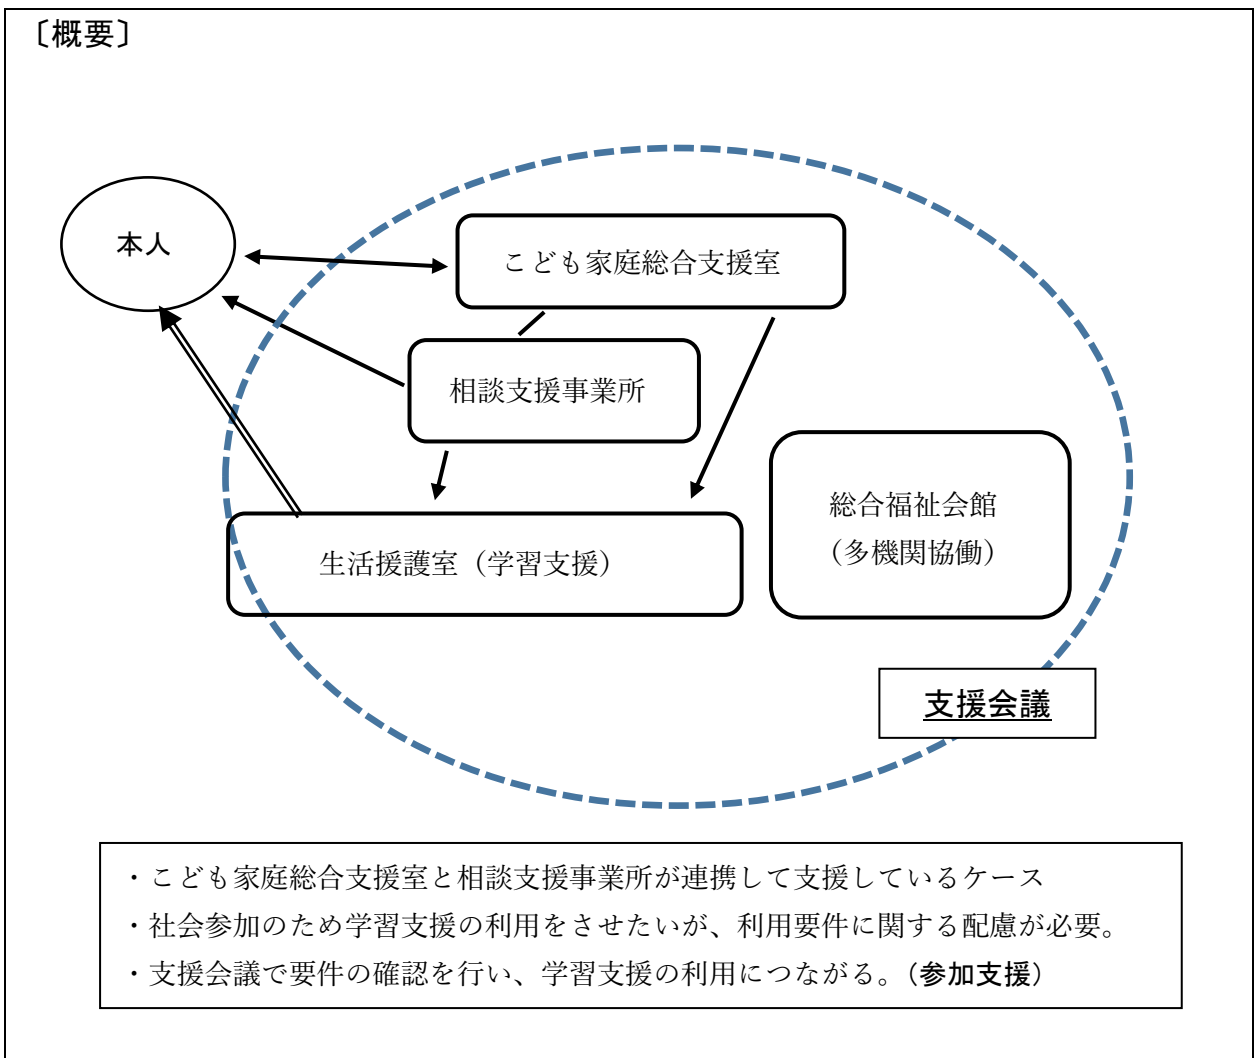 〔概要〕
本人
こども家庭総合支援室
相談支援事業所
総合福祉会館
（多機関協働）
生活援護室（学習支援）
支援会議
・こども家庭総合支援室と相談支援事業所が連携して支援しているケース
・社会参加のため学習支援の利用をさせたいが、利用要件に関する配慮が必要。
・支援会議で要件の確認を行い、学習支援の利用につながる。（参加支援）